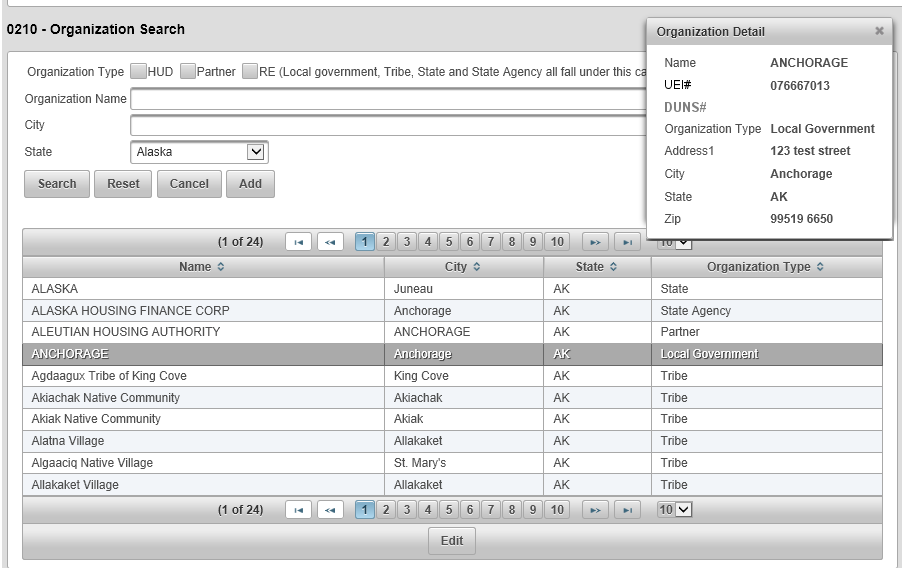 0210 - Organization Search
Organization Type HUD Partner RE (Local government, Tribe, State and State Agency all fall under this ca
Organization Name
City
State Alaska
Search Reset Cancel Add
Organization Detail
Name ANCHORAGE
UEI# 076667013
DUNS#
Organization Type Local Government
Address1 123 test street
City Anchorage
State AK
Zip 99519 6650
(1 of 24) 1 2 3 4 5 6 7 8 9 10 10
Name City State Organization Type
ALASKA Juneau AK State
ALASKA HOUSING FINANCE CORP Anchorage AK State Agency
ALEUTIAN HOUSING AUTHORITY ANCHORAGE AK Partner
ANCHORAGE Anchorage AK Local Government
Agdaagux Tribe of King Cove King Cove AK Tribe
Akiachak Native Community Akiachak AK Tribe
Akiak Native Community Akiak AK Tribe
Alatna Village Allakaket AK Tribe
Algaaciq Native Village St. Mary's AK Tribe
Allakaket Village Allakaket AK Tribe
(1 of 24) 1 2 3 4 5 6 7 8 9 10 10
Edit